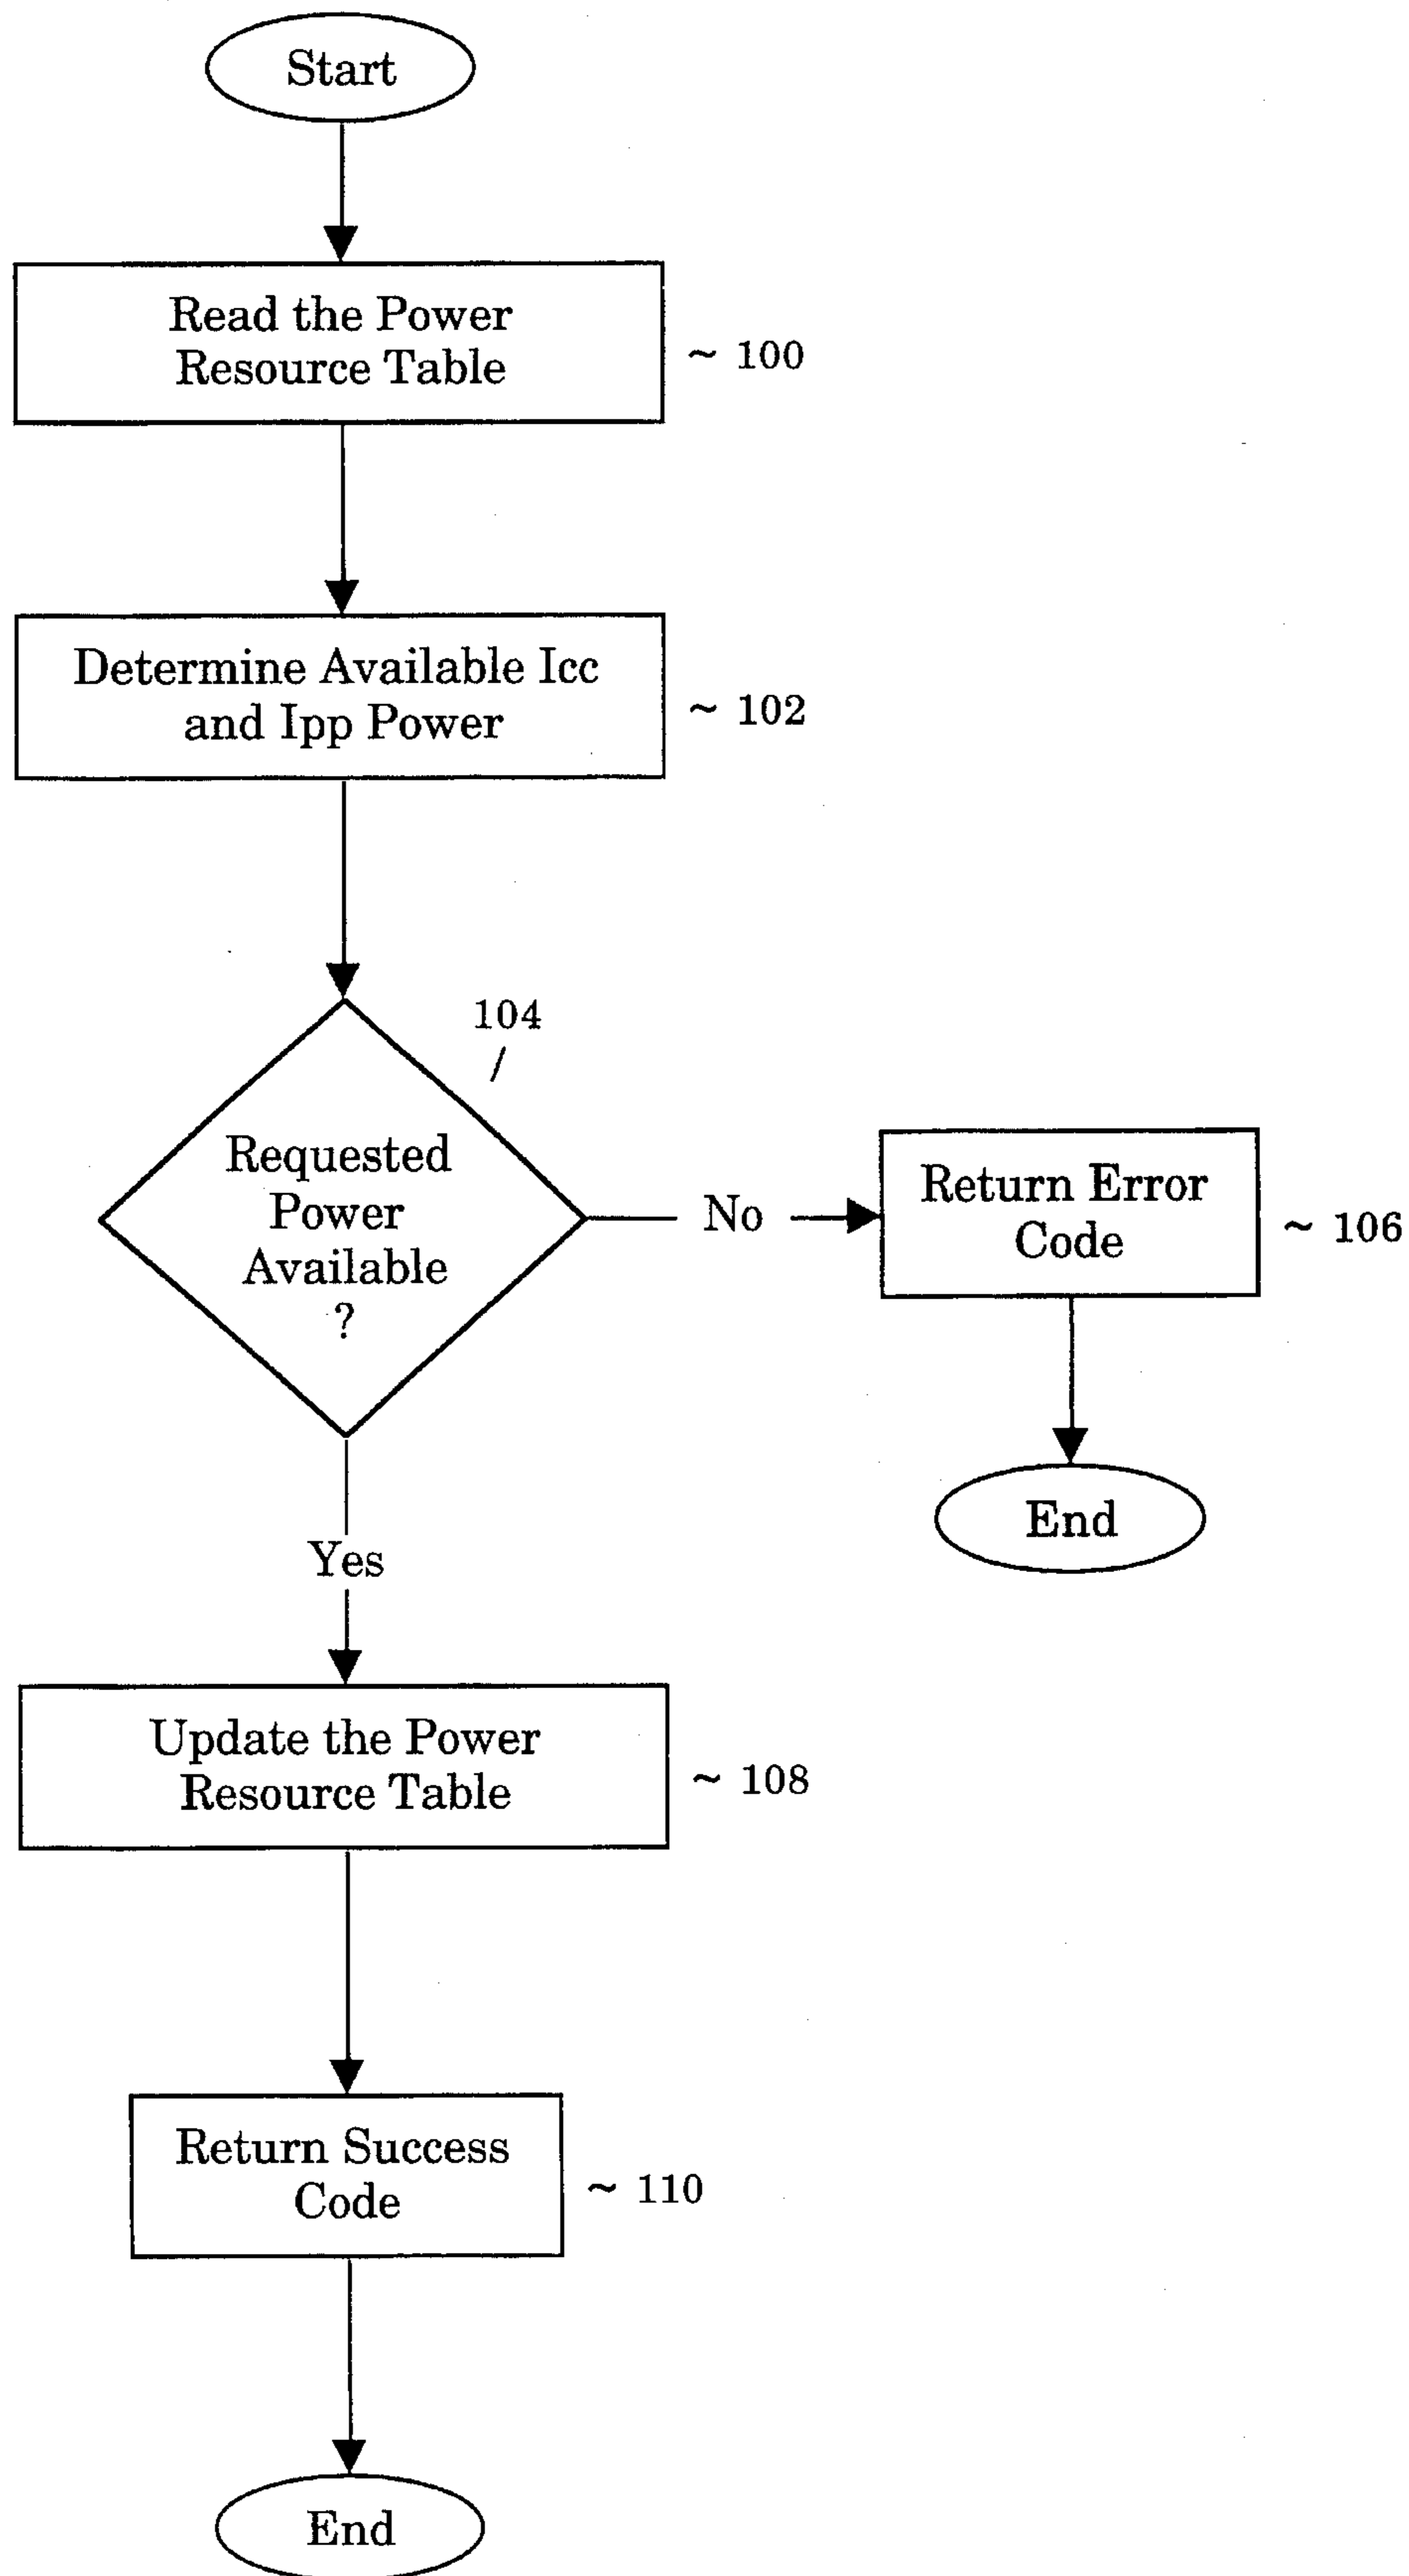 Start
Read the Power
Resource Table
~ 100
Determine Available Icc
and Ipp Power
~ 102
104
Requested
Power
Available
?
No
Return Error
Code
~ 106
End
Yes
Update the Power
Resource Table
~ 108
Return Success
Code
~ 110
End